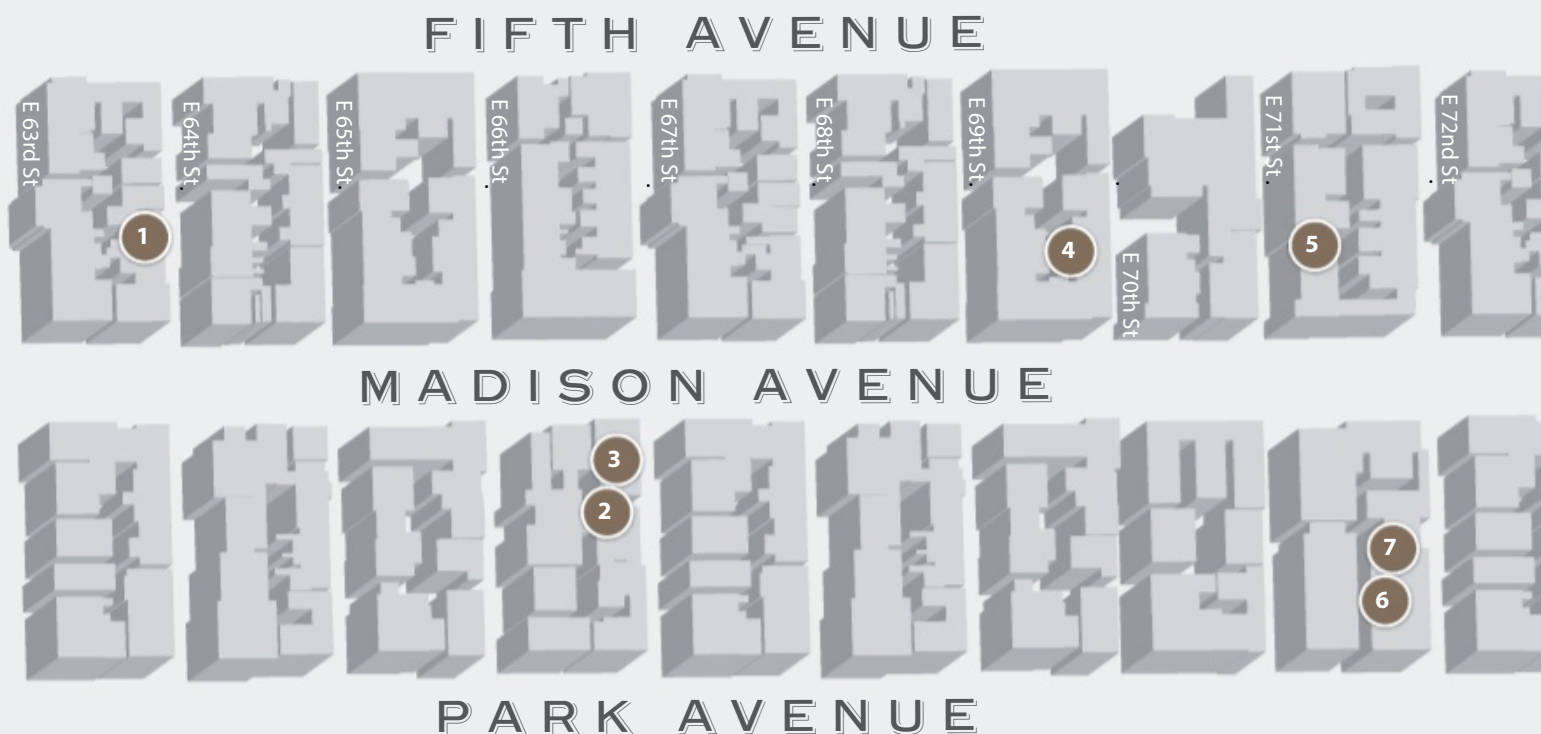 FIFTH AVENUE
E 63rd St
E 64th St
E 65th St
E 66th St
E 67th St
E 68th St
E 69th St
E 70th St
E 71st St
E 72nd St
1
4
5
MADISON AVENUE
3
2
7
6
PARK AVENUE